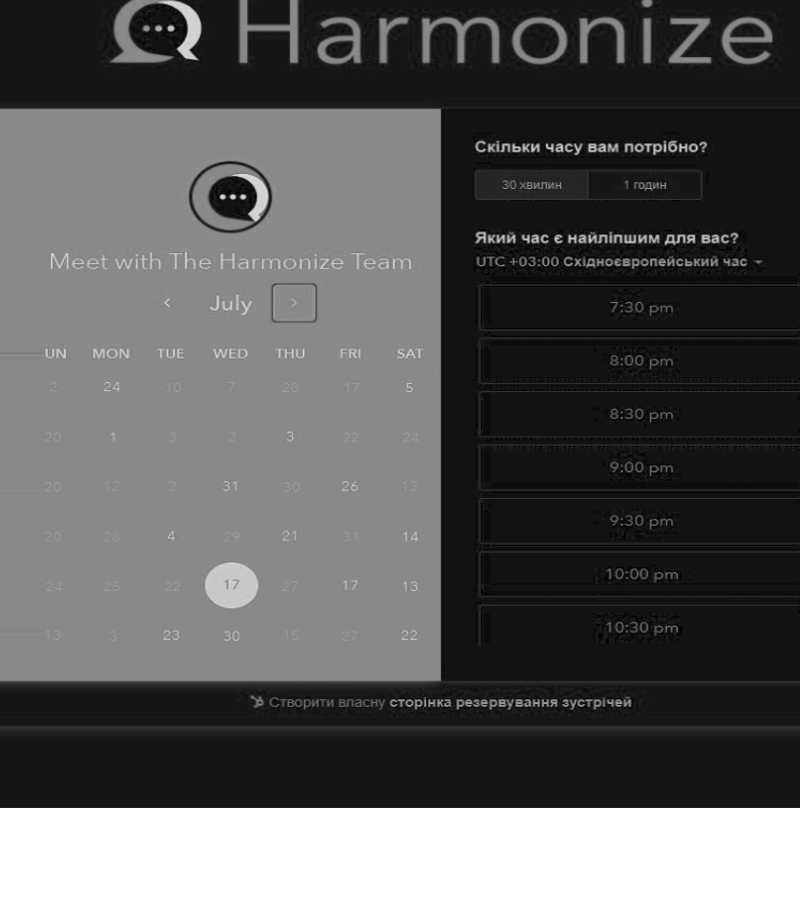 Harmonize
Meet with The Harmonize Team
July
UN MON TUE WED THU FRI SAT
2 24 10 7 28 17 5
20 1 3 2 3 22 24
20 12 2 31 30 26 13
20 28 4 29 21 31 14
24 25 22 17 27 17 13
13 3 23 30 15 27 22
Скільки часу вам потрібно?
30 хвилин 1 годин
Який час є найліпшим для вас?
UTC +03:00 Східноєвропейський час
7:30 pm
8:00 pm
8:30 pm
9:00 pm
9:30 pm
10:00 pm
10:30 pm
Створити власну сторінка резервування зустрічей